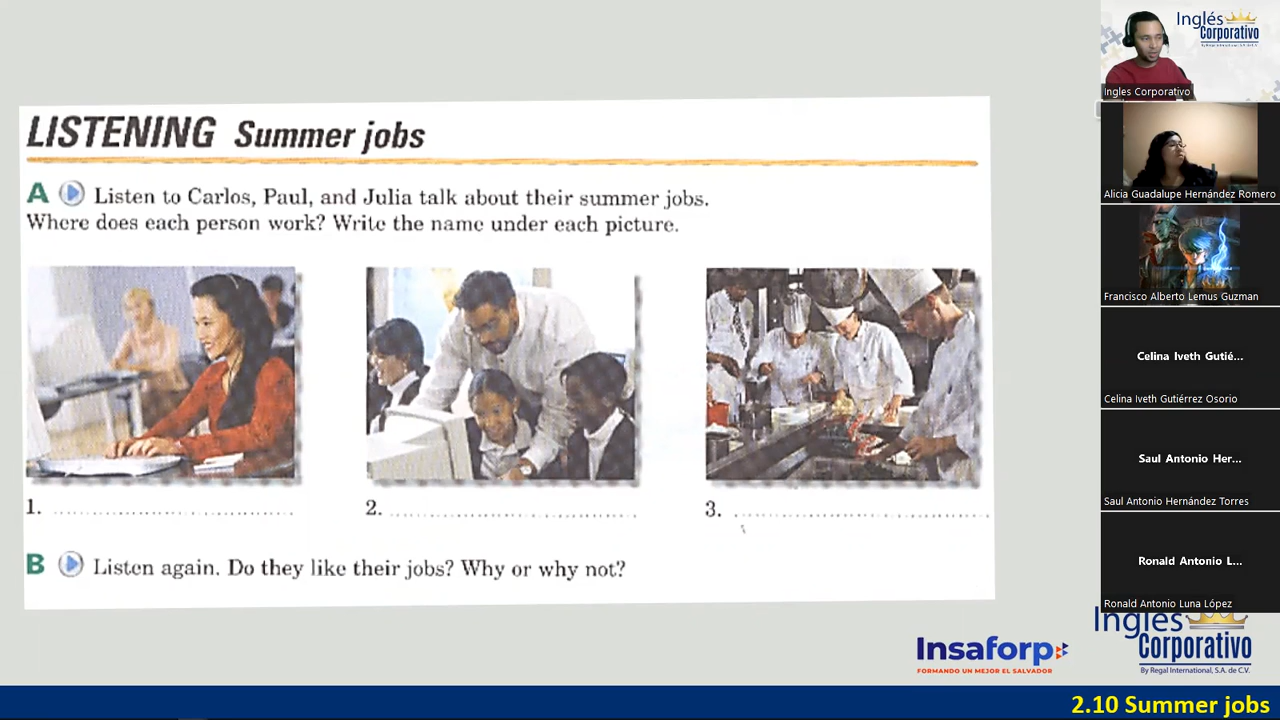 LISTENING Summer jobs
A Listen to Carlos, Paul, and Julia talk about their summer jobs.
Where does each person work? Write the name under each picture.
1. ........................................
2. ........................................
3. ........................................
B Listen again. Do they like their jobs? Why or why not?
Inglés
Corporativo
By Regal International, S.A. de C.V.
Ingles Corporativo
Alicia Guadalupe Hernández Romero
Francisco Alberto Lemus Guzman
Celina Iveth Gutié...
Celina Iveth Gutiérrez Osorio
Saul Antonio Her...
Saul Antonio Hernández Torres
Ronald Antonio L...
Ronald Antonio Luna López
Insaforp
FORMANDO UN MEJOR EL SALVADOR
Inglés
Corporativo
By Regal International, S.A. de C.V.
2.10 Summer jobs